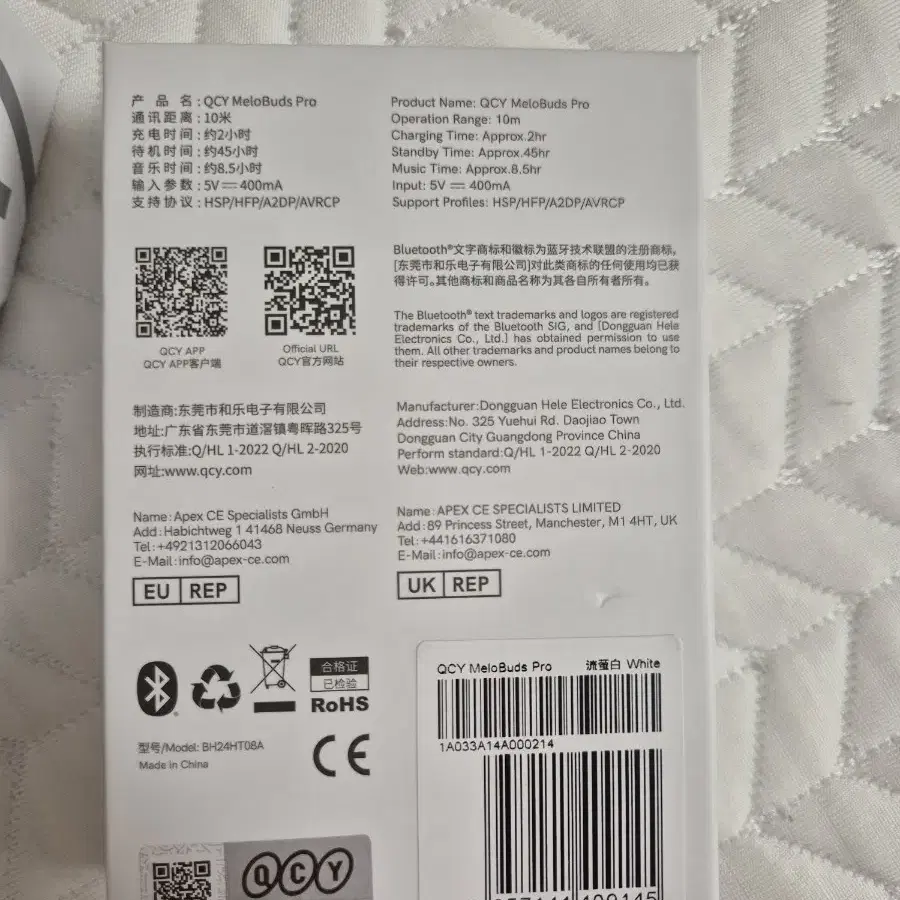 产品名:QCY MeloBuds Pro
通讯距离:10米
充电时间:约2小时
待机时间:约45小时
音乐时间:约8.5小时
输入参数:5V⎓400mA
支持协议:HSP/HFP/A2DP/AVRCP
Product Name: QCY MeloBuds Pro
Operation Range: 10m
Charging Time: Approx.2hr
Standby Time: Approx.45hr
Music Time: Approx.8.5hr
Input: 5V⎓400mA
Support Profiles: HSP/HFP/A2DP/AVRCP
QCY APP
QCY APP客户端
Official URL
QCY官方网站
Bluetooth®文字商标和徽标为蓝牙技术联盟的注册商标,
[东莞市和乐电子有限公司]对此类商标的任何使用均已获
得许可。其他商标和商品名称为其各自所有者所有。
The Bluetooth® text trademarks and logos are registered
trademarks of the Bluetooth SIG, and [Dongguan Hele
Electronics Co., Ltd.] has obtained permission to use
them. All other trademarks and product names belong to
their respective owners.
制造商:东莞市和乐电子有限公司
地址:广东省东莞市道滘镇粤晖路325号
执行标准:Q/HL 1-2022 Q/HL 2-2020
网址:www.qcy.com
Manufacturer:Dongguan Hele Electronics Co., Ltd.
Address:No. 325 Yuehui Rd. Daojiao Town
Dongguan City Guangdong Province China
Perform standard:Q/HL 1-2022 Q/HL 2-2020
Web:www.qcy.com
Name:Apex CE Specialists GmbH
Add:Habichtweg 1 41468 Neuss Germany
Tel:+4921312066043
E-Mail:info@apex-ce.com
EU REP
Name:APEX CE SPECIALISTS LIMITED
Add:89 Princess Street, Manchester, M1 4HT, UK
Tel:+441616371080
E-Mail:info@apex-ce.com
UK REP
合格证
已检验
RoHS
型号/Model: BH24HT08A
Made in China
CE
QCY MeloBuds Pro 流萤白 White
1A033A14A000214
QCY